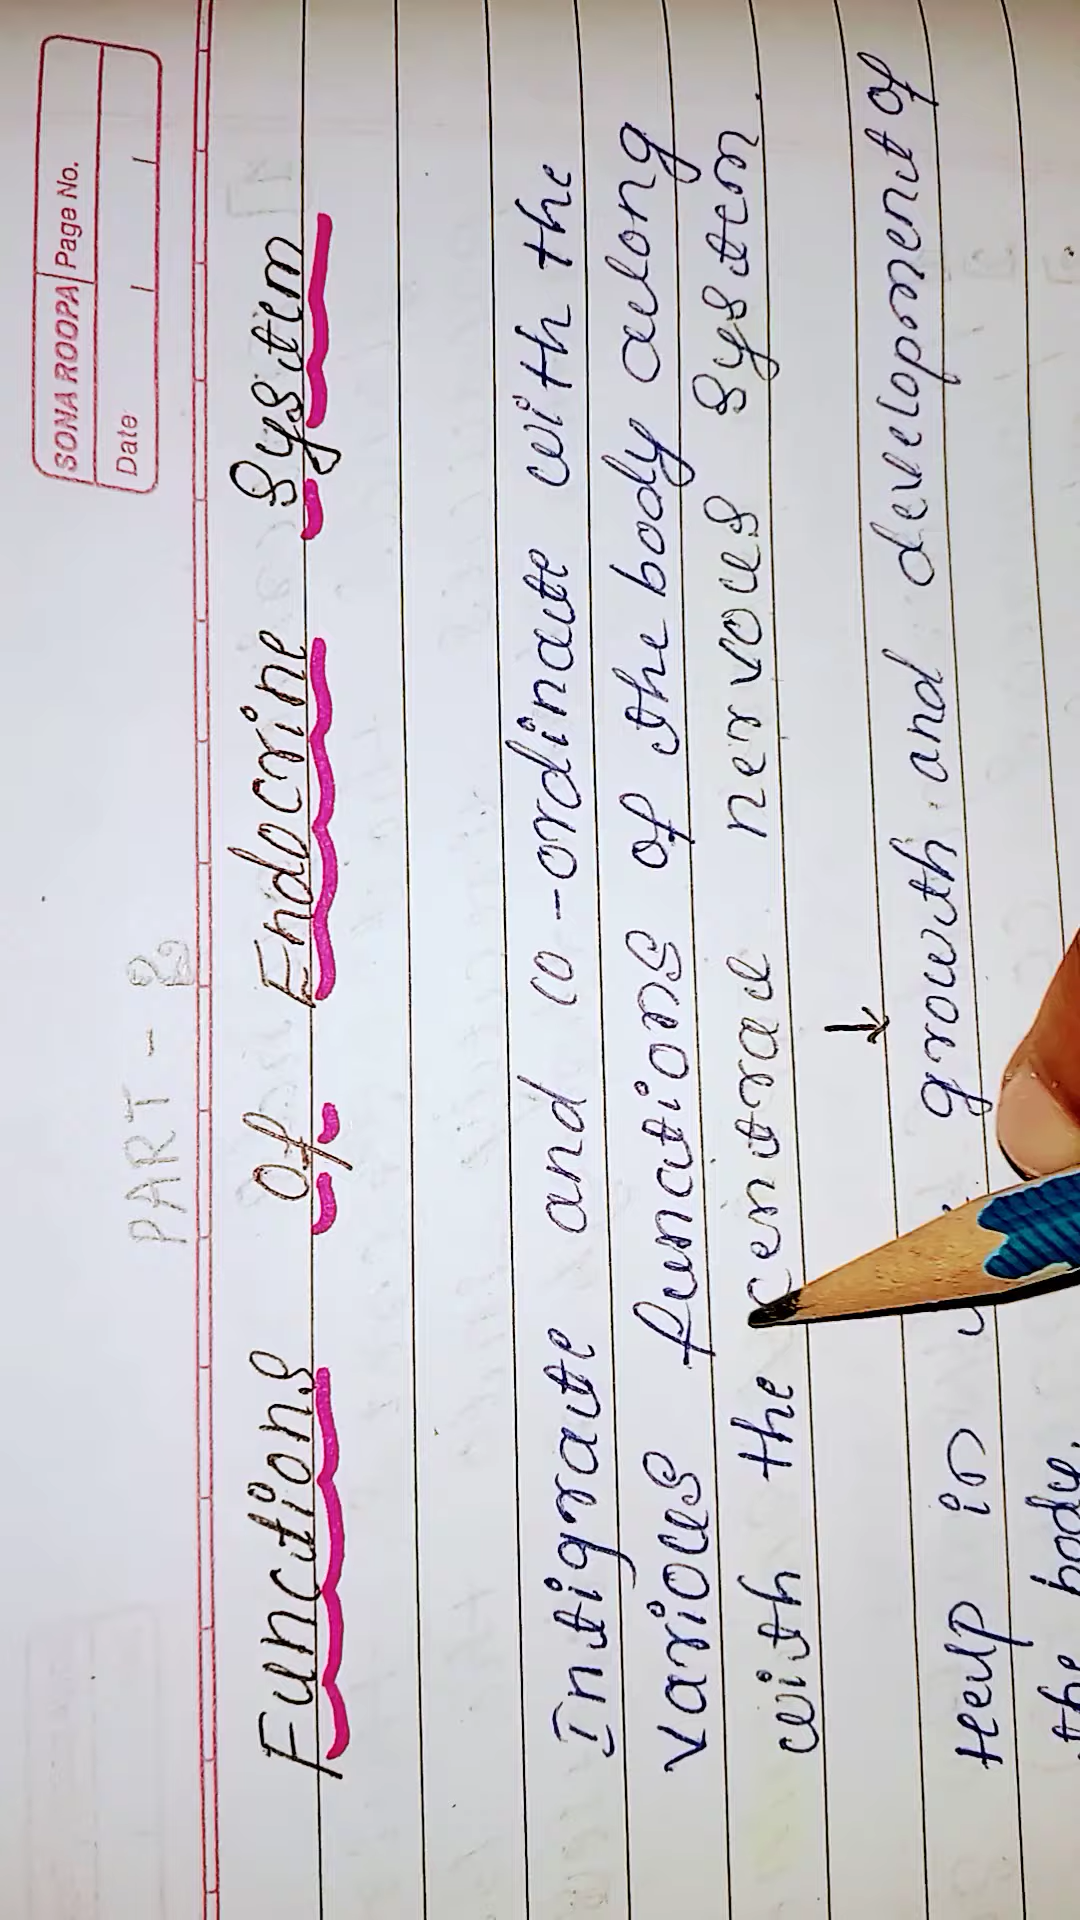 SONA ROOPA Page No.
Date
PART - 2
Functions of Endocrine System
Intigrate and co-ordinate with the
various functions of the body along
with the central nervous system.
Help in growth and development of
the body.